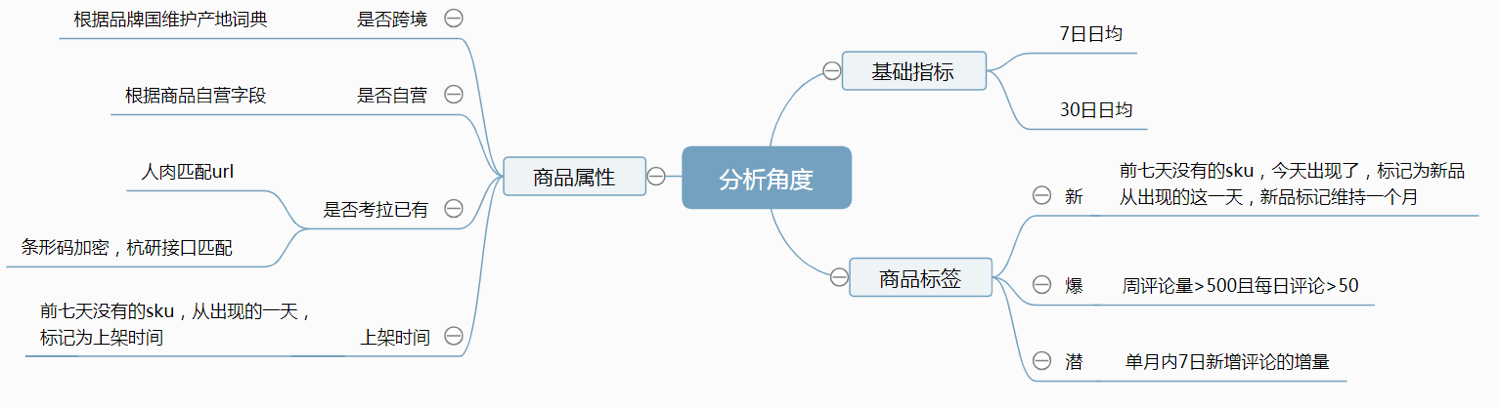 分析角度
基础指标
7日日均
30日日均
商品标签
新
前七天没有的sku，今天出现了，标记为新品
从出现的这一天，新品标记维持一个月
爆
周评论量>500且每日评论>50
潜
单月内7日新增评论的增量
商品属性
是否跨境
根据品牌国维护产地词典
是否自营
根据商品自营字段
是否考拉已有
人肉匹配url
条形码加密，杭研接口匹配
上架时间
前七天没有的sku，从出现的一天，
标记为上架时间